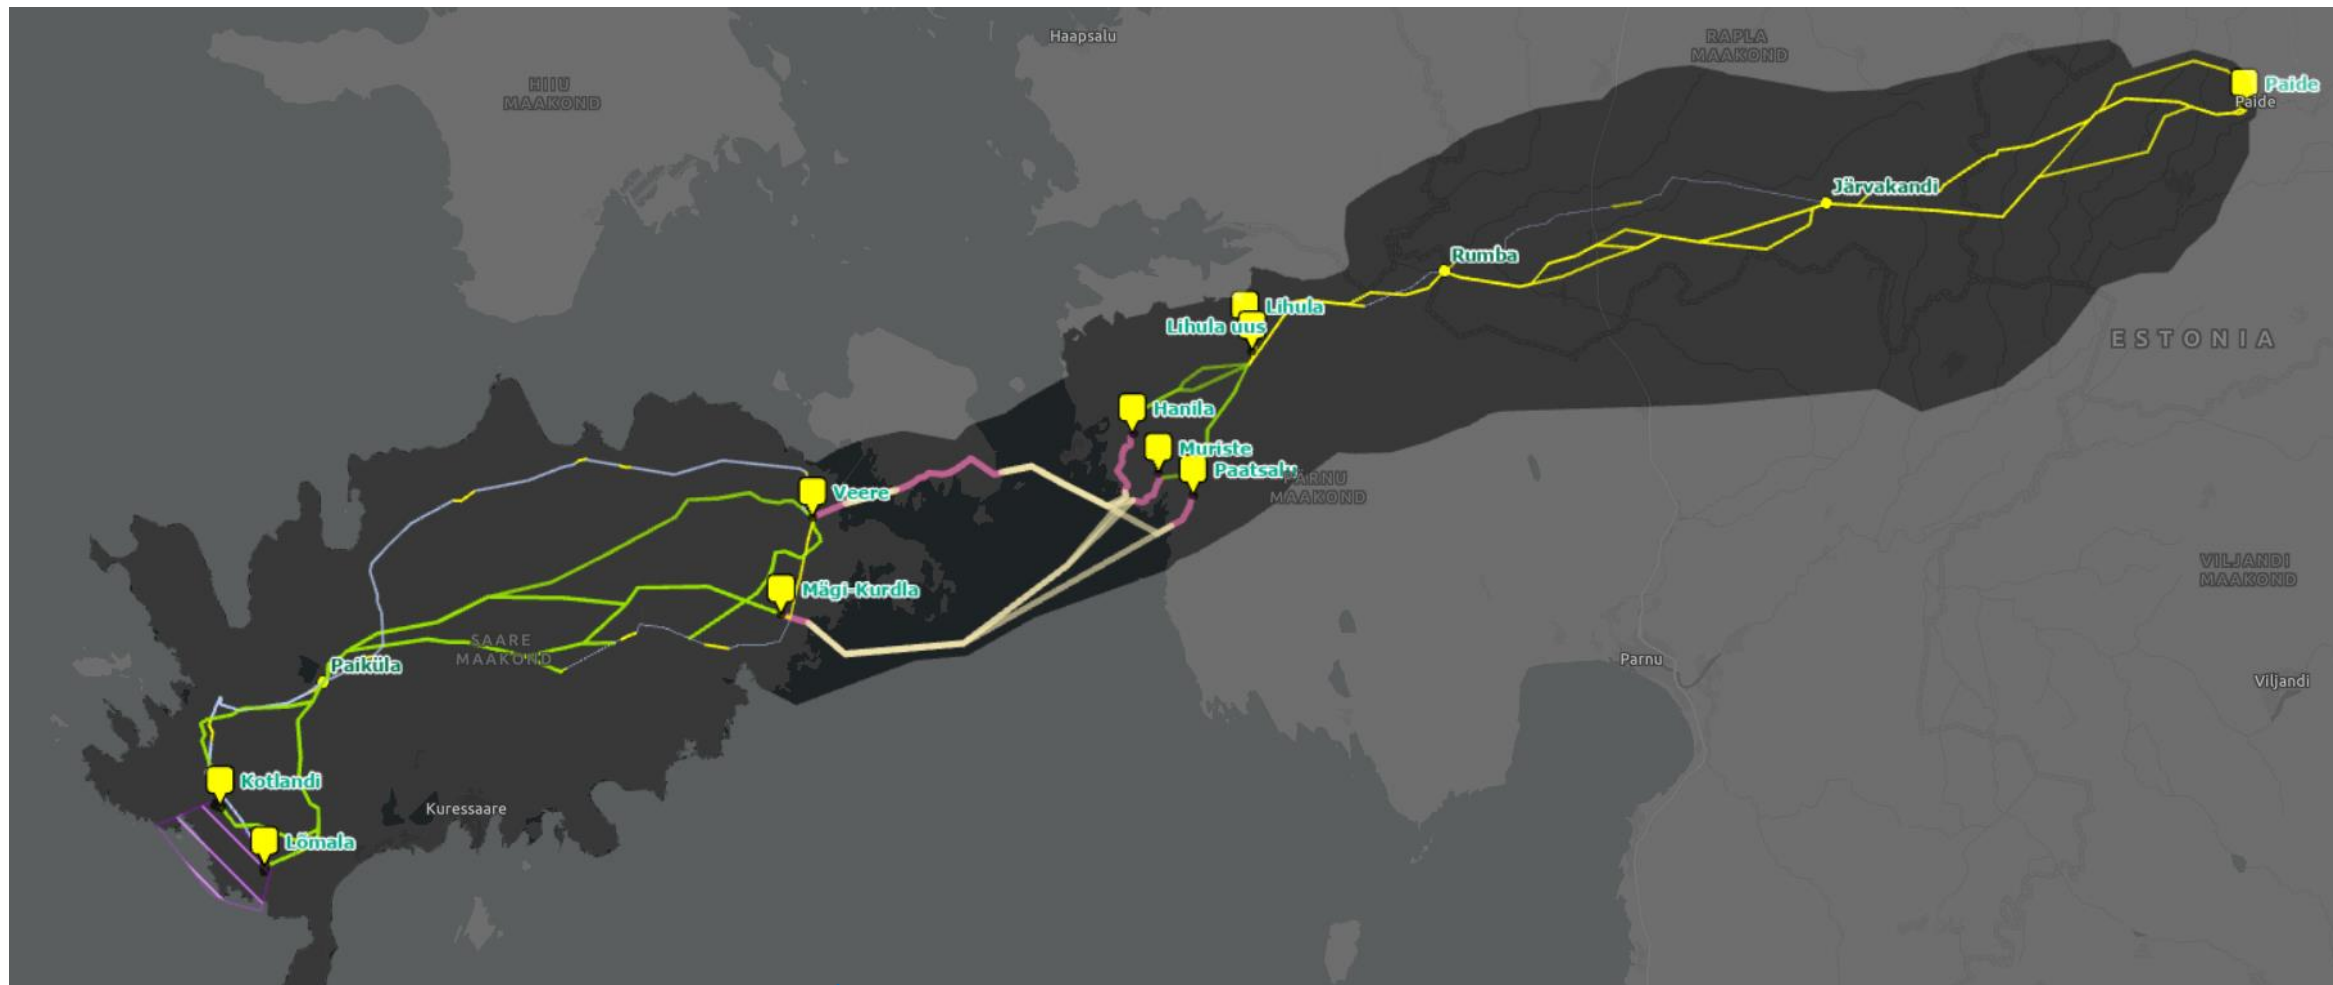 Haapsalu
RAPLA
MAAKOND
HIIU
MAAKOND
Paide
Paide
Järvakandi
Rumba
Lihula
Lihula uus
ESTONIA
Hanila
Muriste
Paatsalu
PÄRNU
MAAKOND
Veere
VILJANDI
MAAKOND
Mägi-Kurdla
SAARE
MAAKOND
Paiküla
Parnu
Viljandi
Kotlandi
Kuressaare
Lõmala